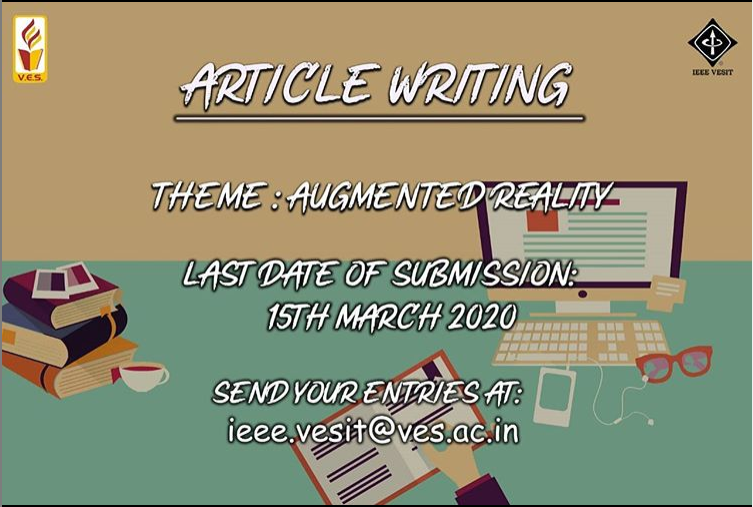 V.E.S.
IEEE VESIT
ARTICLE WRITING
THEME : AUGMENTED REALITY
LAST DATE OF SUBMISSION:
15TH MARCH 2020
SEND YOUR ENTRIES AT:
ieee.vesit@ves.ac.in